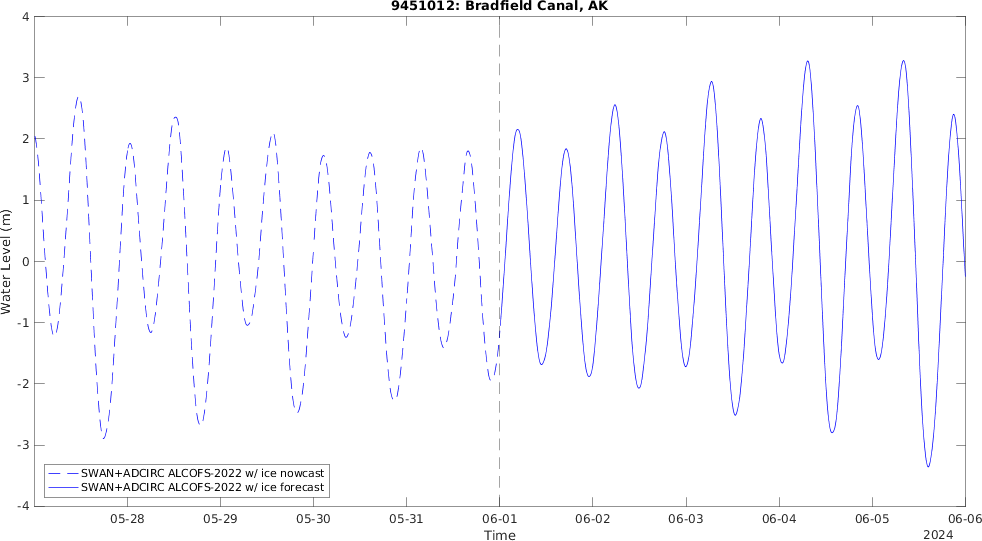 9451012: Bradfield Canal, AK
4
3
2
1
0
-1
-2
-3
-4
Water Level (m)
SWAN+ADCIRC ALCOFS-2022 w/ ice nowcast
SWAN+ADCIRC ALCOFS-2022 w/ ice forecast
05-28 05-29 05-30 05-31 06-01 06-02 06-03 06-04 06-05 06-06
Time
2024